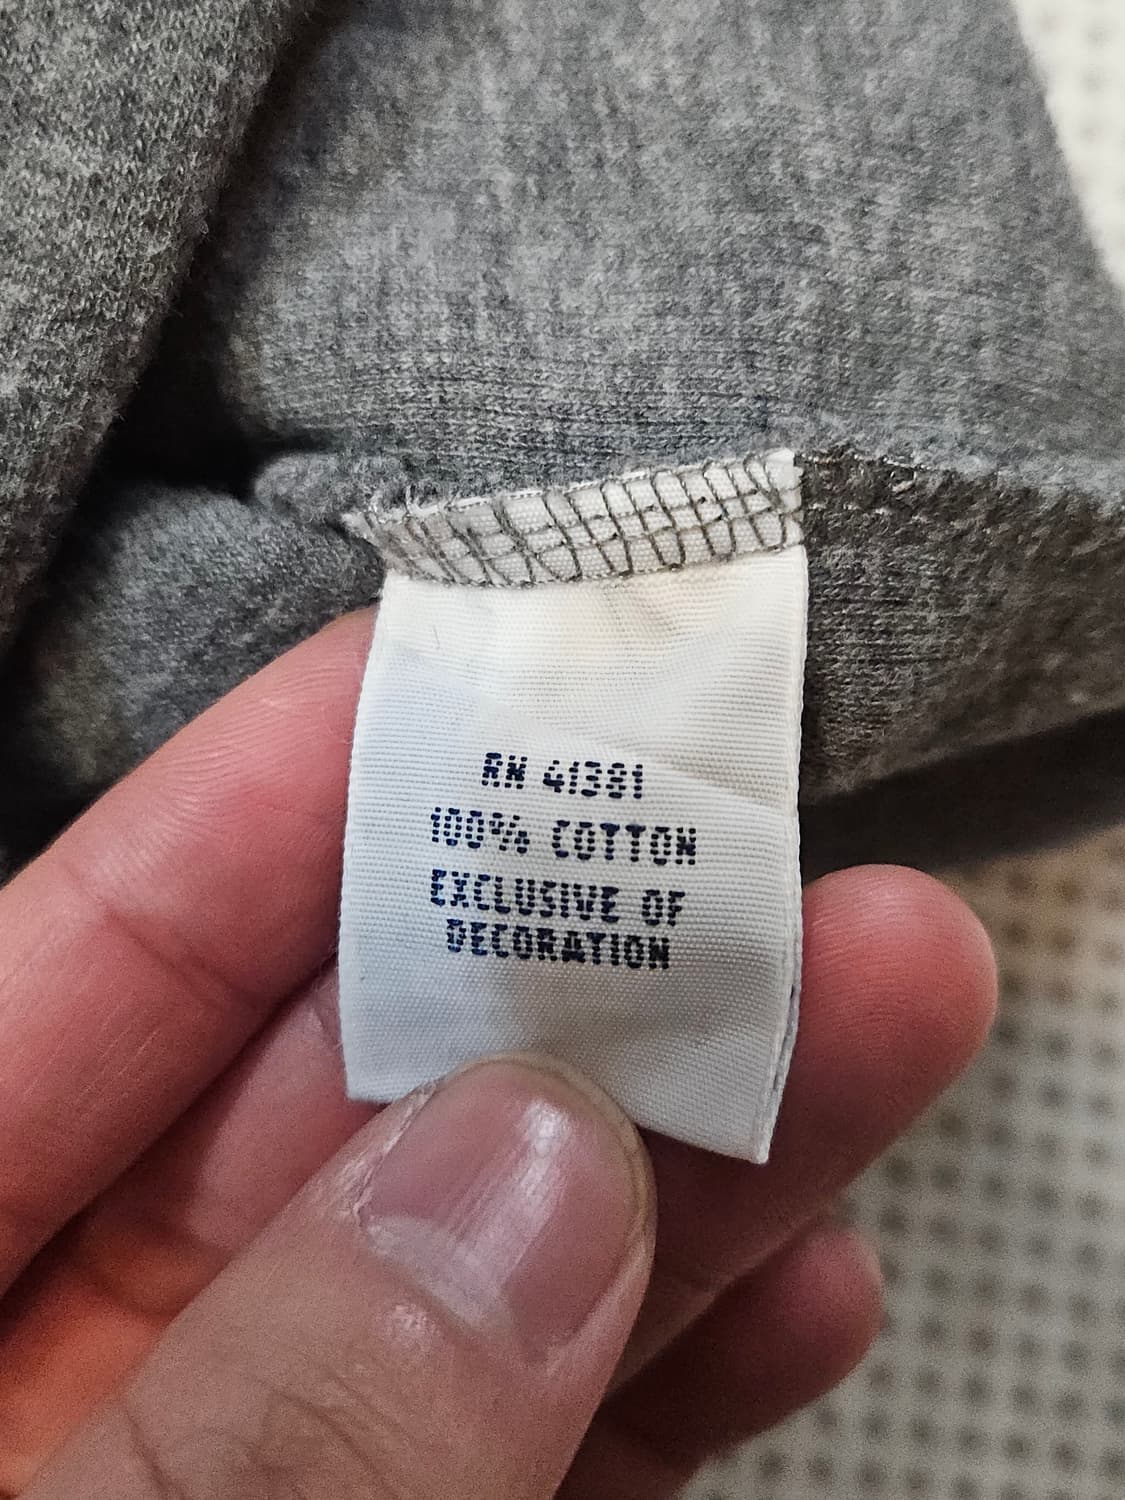 RN 41381
100% COTTON
EXCLUSIVE OF
DECORATION